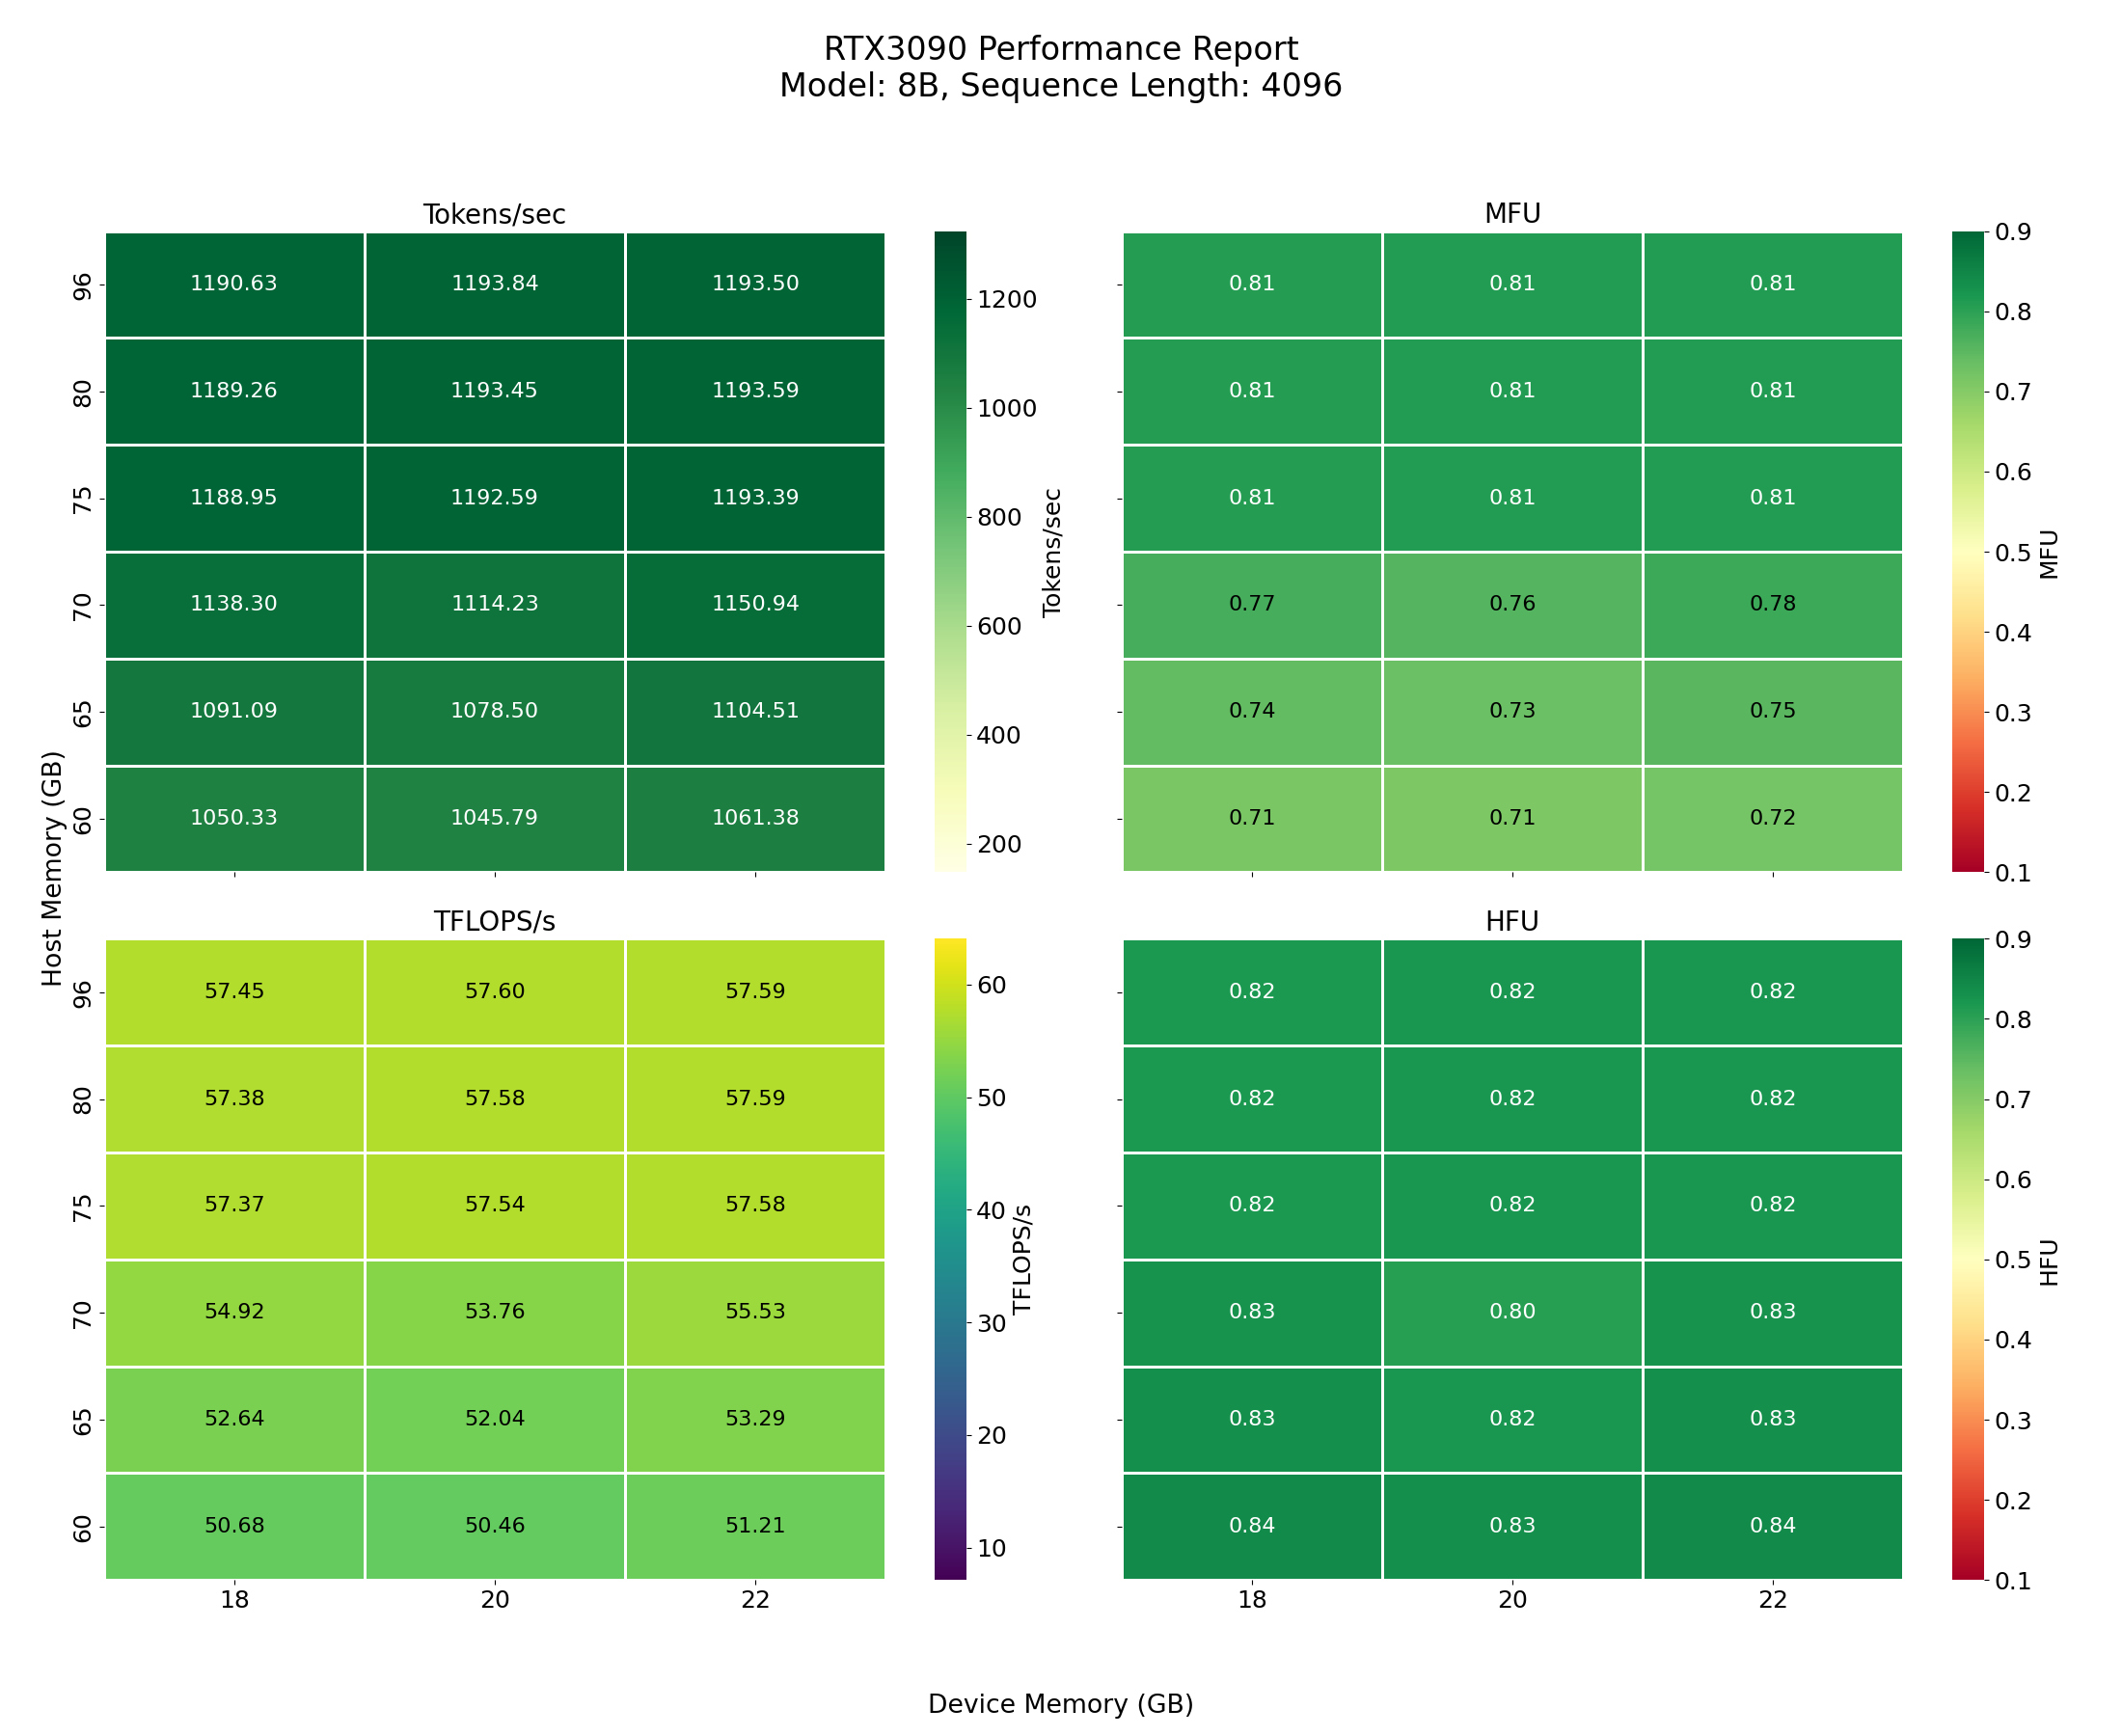 RTX3090 Performance Report
Model: 8B, Sequence Length: 4096
Tokens/sec
96 1190.63 1193.84 1193.50
80 1189.26 1193.45 1193.59
75 1188.95 1192.59 1193.39
70 1138.30 1114.23 1150.94
65 1091.09 1078.50 1104.51
60 1050.33 1045.79 1061.38
1200
1000
800
600
400
200
Tokens/sec
MFU
0.81 0.81 0.81
0.81 0.81 0.81
0.81 0.81 0.81
0.77 0.76 0.78
0.74 0.73 0.75
0.71 0.71 0.72
0.9
0.8
0.7
0.6
0.5
0.4
0.3
0.2
0.1
MFU
Host Memory (GB)
TFLOPS/s
96 57.45 57.60 57.59
80 57.38 57.58 57.59
75 57.37 57.54 57.58
70 54.92 53.76 55.53
65 52.64 52.04 53.29
60 50.68 50.46 51.21
18 20 22
60
50
40
30
20
10
TFLOPS/s
HFU
0.82 0.82 0.82
0.82 0.82 0.82
0.82 0.82 0.82
0.83 0.80 0.83
0.83 0.82 0.83
0.84 0.83 0.84
18 20 22
0.9
0.8
0.7
0.6
0.5
0.4
0.3
0.2
0.1
HFU
Device Memory (GB)